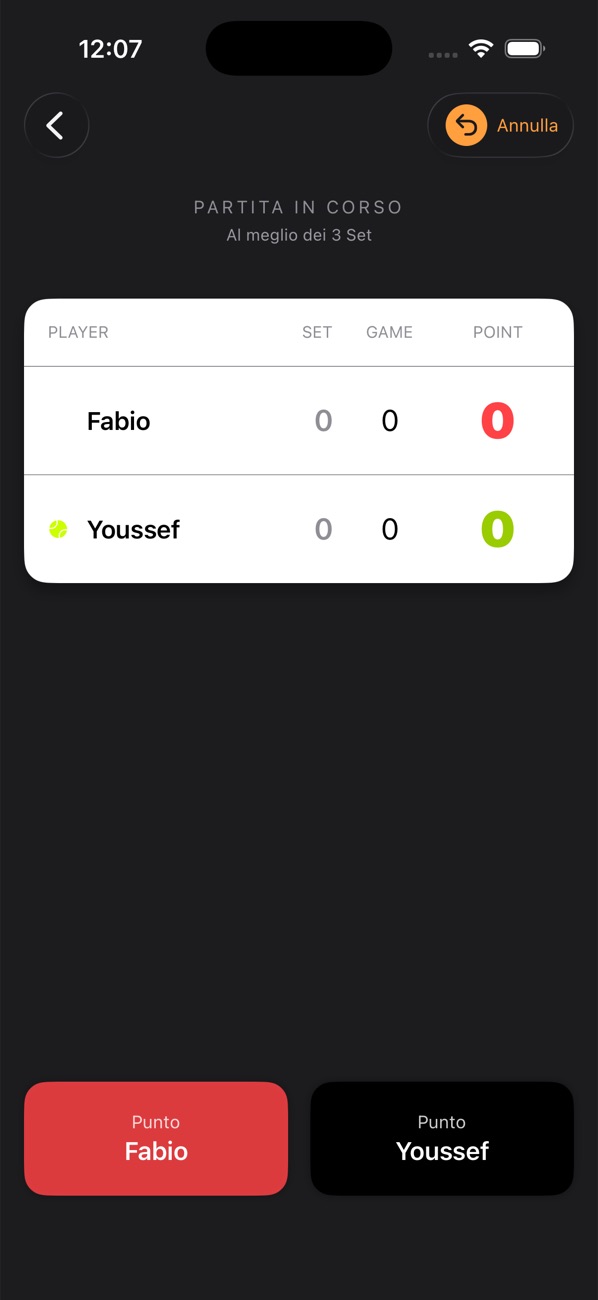 12:07
Annulla
PARTITA IN CORSO
Al meglio dei 3 Set
PLAYER SET GAME POINT
Fabio 0 0 0
Youssef 0 0 0
Punto
Fabio
Punto
Youssef